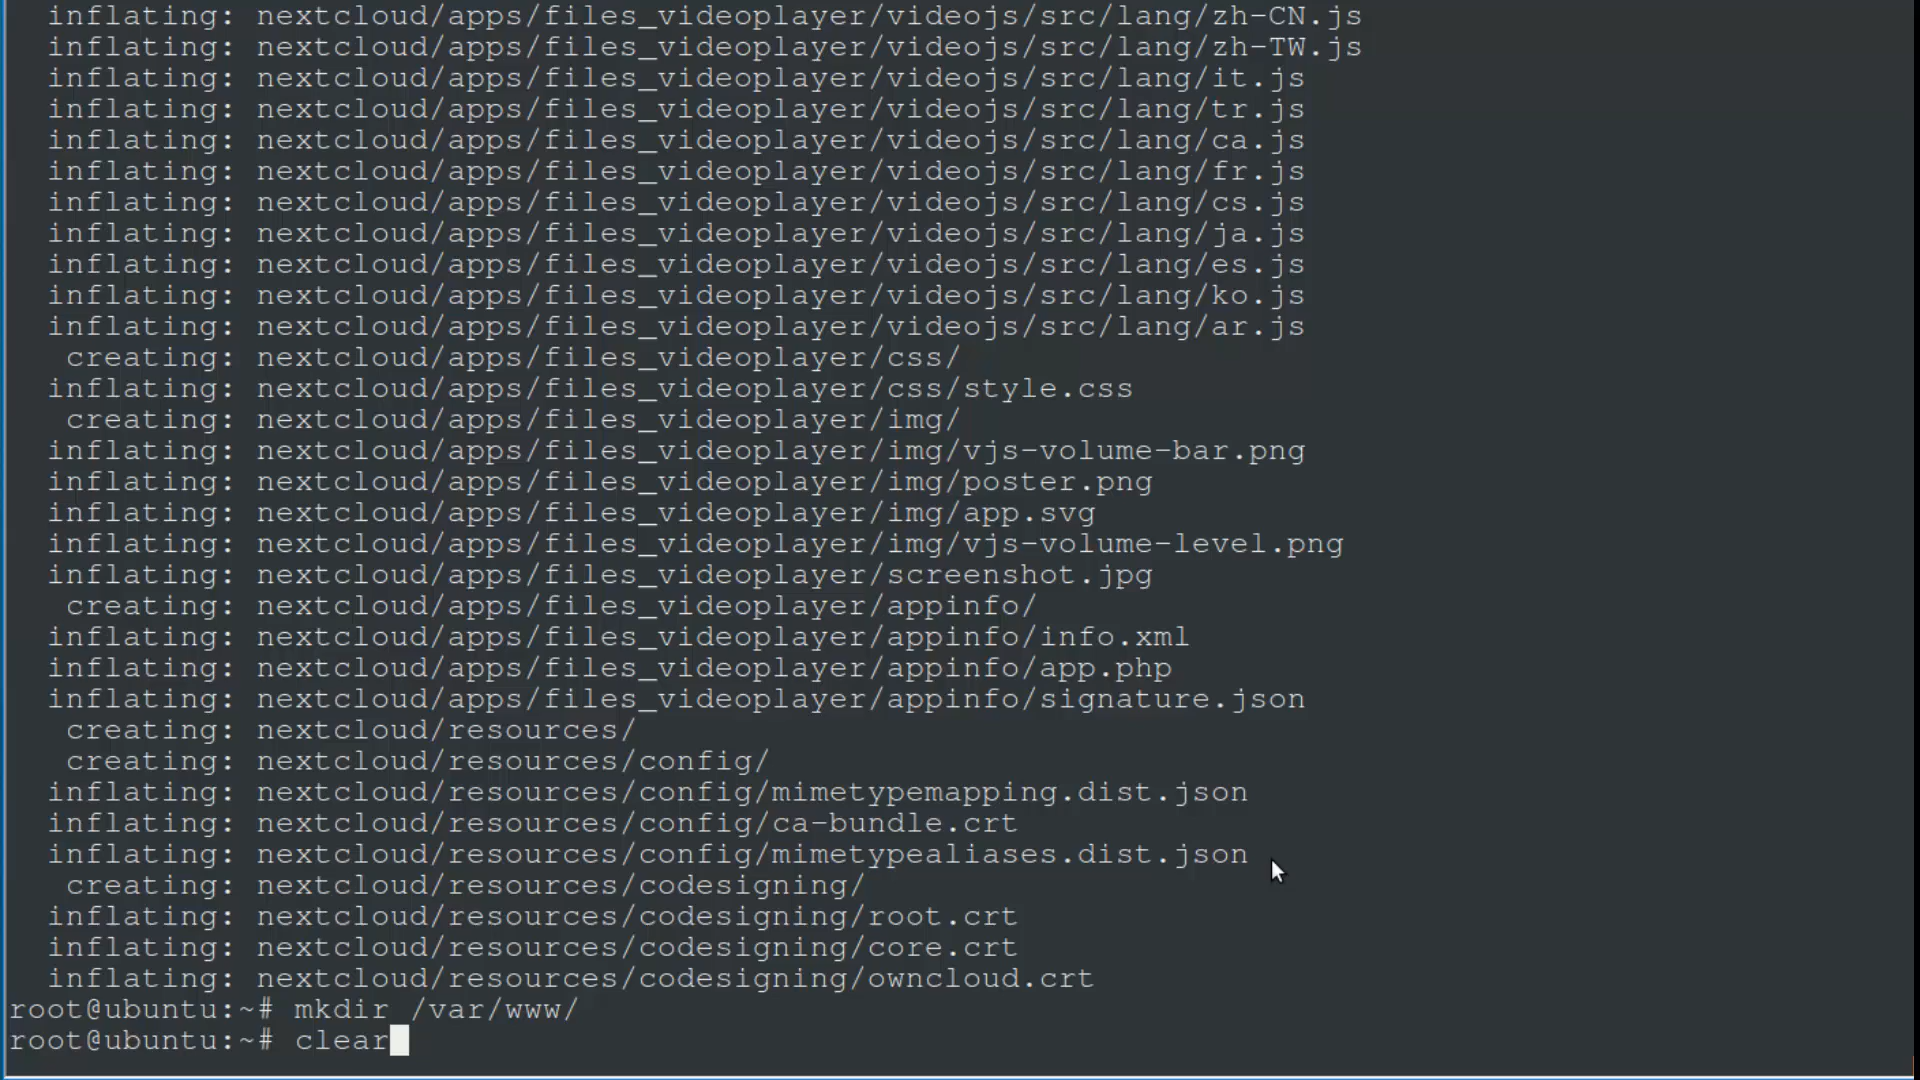 inflating: nextcloud/apps/files_videoplayer/videojs/src/lang/zh-CN.js
inflating: nextcloud/apps/files_videoplayer/videojs/src/lang/zh-TW.js
inflating: nextcloud/apps/files_videoplayer/videojs/src/lang/it.js
inflating: nextcloud/apps/files_videoplayer/videojs/src/lang/tr.js
inflating: nextcloud/apps/files_videoplayer/videojs/src/lang/ca.js
inflating: nextcloud/apps/files_videoplayer/videojs/src/lang/fr.js
inflating: nextcloud/apps/files_videoplayer/videojs/src/lang/cs.js
inflating: nextcloud/apps/files_videoplayer/videojs/src/lang/ja.js
inflating: nextcloud/apps/files_videoplayer/videojs/src/lang/es.js
inflating: nextcloud/apps/files_videoplayer/videojs/src/lang/ko.js
inflating: nextcloud/apps/files_videoplayer/videojs/src/lang/ar.js
creating: nextcloud/apps/files_videoplayer/css/
inflating: nextcloud/apps/files_videoplayer/css/style.css
creating: nextcloud/apps/files_videoplayer/img/
inflating: nextcloud/apps/files_videoplayer/img/vjs-volume-bar.png
inflating: nextcloud/apps/files_videoplayer/img/poster.png
inflating: nextcloud/apps/files_videoplayer/img/app.svg
inflating: nextcloud/apps/files_videoplayer/img/vjs-volume-level.png
inflating: nextcloud/apps/files_videoplayer/screenshot.jpg
creating: nextcloud/apps/files_videoplayer/appinfo/
inflating: nextcloud/apps/files_videoplayer/appinfo/info.xml
inflating: nextcloud/apps/files_videoplayer/appinfo/app.php
inflating: nextcloud/apps/files_videoplayer/appinfo/signature.json
creating: nextcloud/resources/
creating: nextcloud/resources/config/
inflating: nextcloud/resources/config/mimetypemapping.dist.json
inflating: nextcloud/resources/config/ca-bundle.crt
inflating: nextcloud/resources/config/mimetypealiases.dist.json
creating: nextcloud/resources/codesigning/
inflating: nextcloud/resources/codesigning/root.crt
inflating: nextcloud/resources/codesigning/core.crt
inflating: nextcloud/resources/codesigning/owncloud.crt
root@ubuntu:~# mkdir /var/www/
root@ubuntu:~# clear